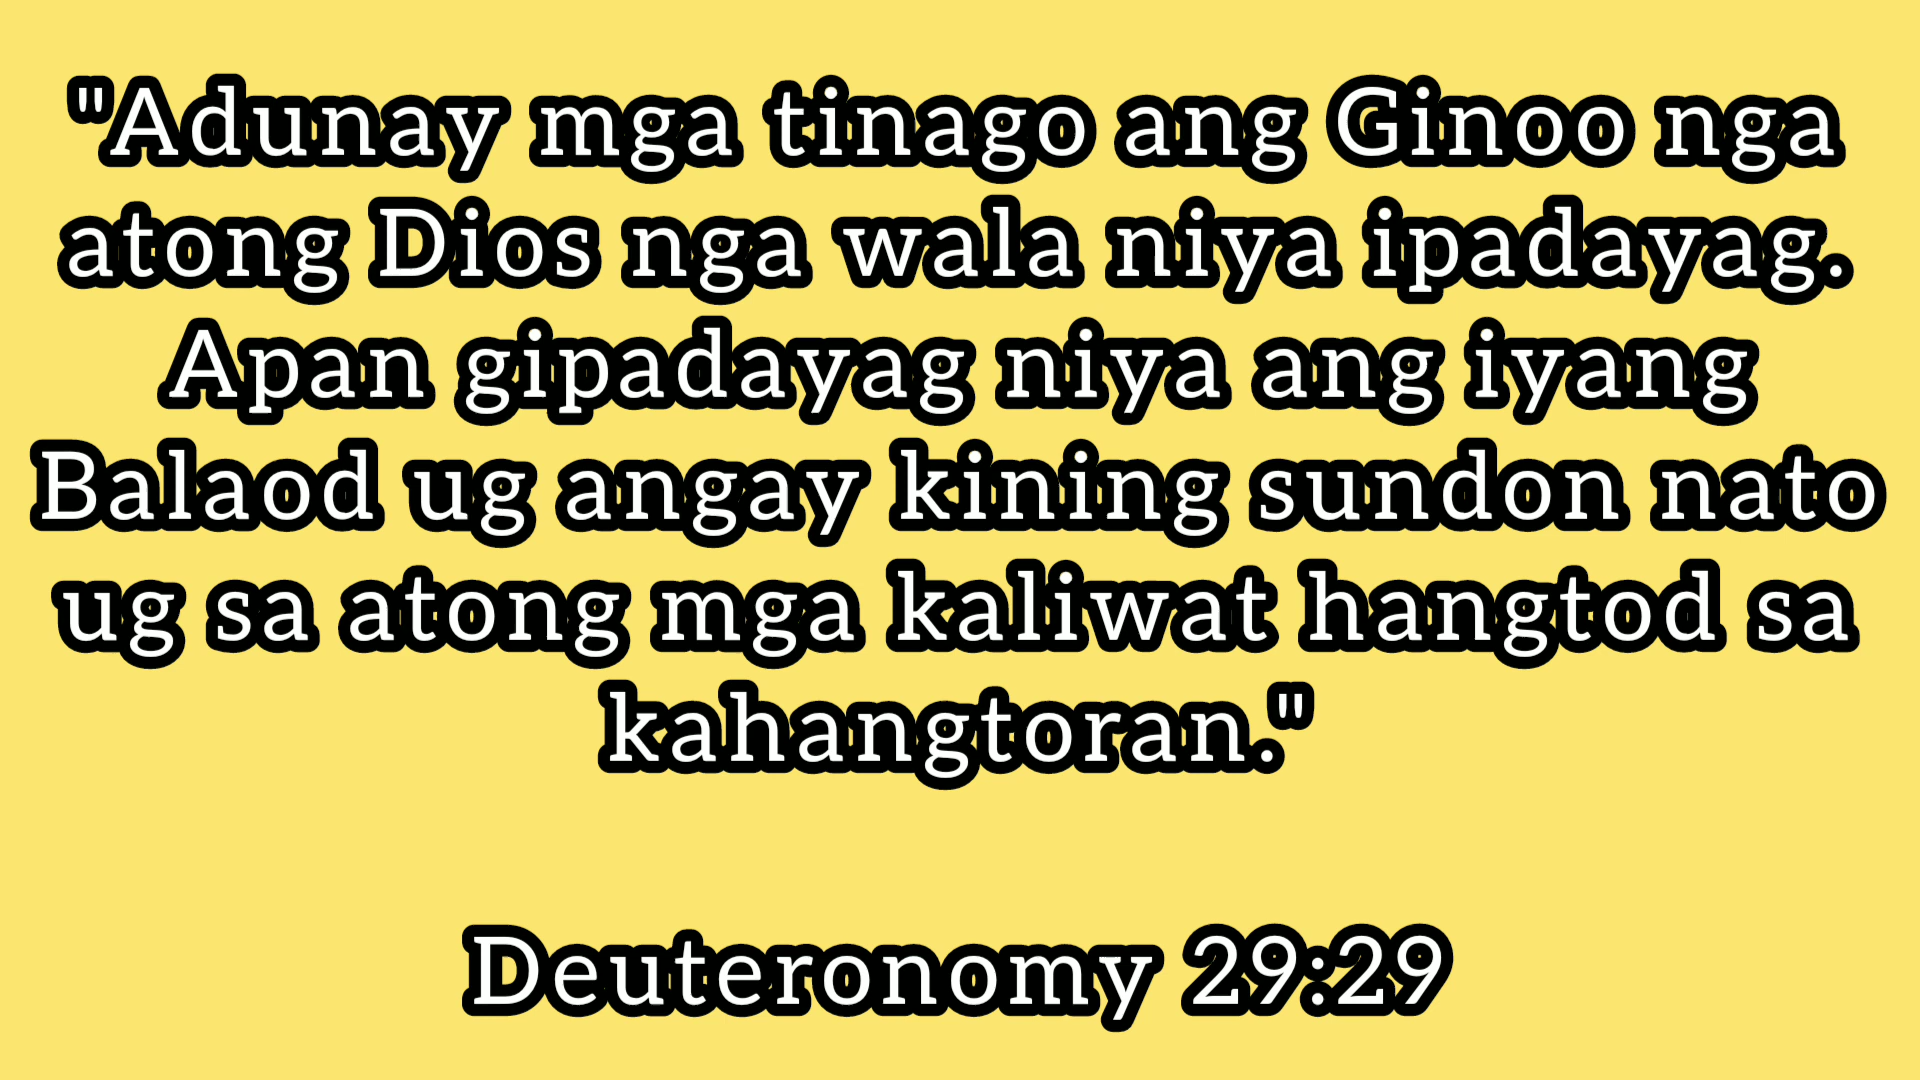 "Adunay mga tinago ang Ginoo nga
atong Dios nga wala niya ipadayag.
Apan gipadayag niya ang iyang
Balaod ug angay kining sundon nato
ug sa atong mga kaliwat hangtod sa
kahangtoran."
Deuteronomy 29:29